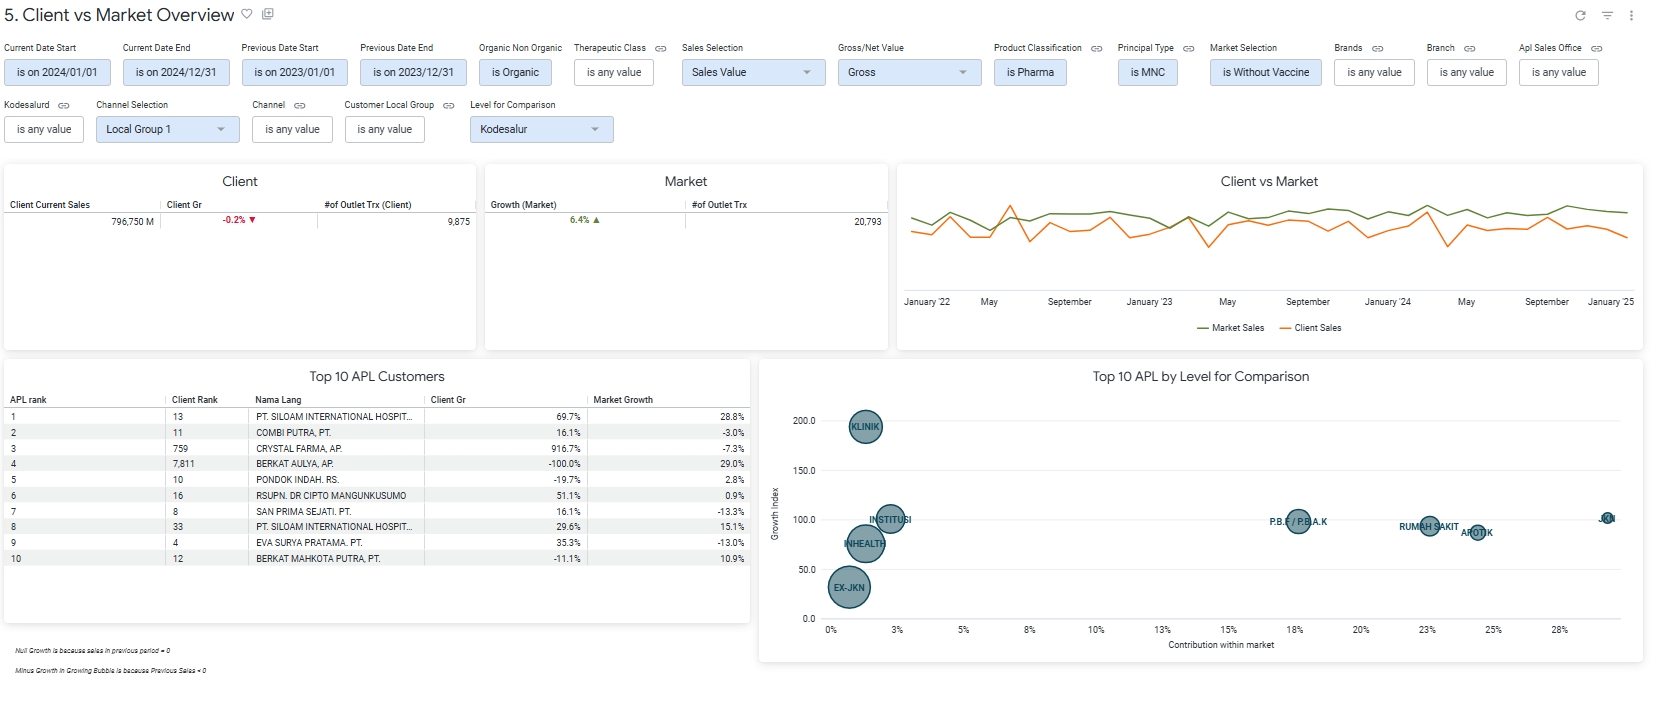 5. Client vs Market Overview
Current Date Start Current Date End Previous Date Start Previous Date End Organic Non Organic Therapeutic Class Sales Selection Gross/Net Value Product Classification Principal Type Market Selection Brands Branch Apl Sales Office
is on 2024/01/01 is on 2024/12/31 is on 2023/01/01 is on 2023/12/31 is Organic is any value Sales Value Gross is Pharma is MNC is Without Vaccine is any value is any value is any value
Kodesalurd Channel Selection Channel Customer Local Group Level for Comparison
is any value Local Group 1 is any value is any value Kodesalur
Client
Client Current Sales Client Gr #of Outlet Trx (Client)
796,750 M -0.2% ▼ 9,875
Market
Growth (Market) #of Outlet Trx
6.4% ▲ 20,793
Client vs Market
January '22 May September January '23 May September January '24 May September January '25
Market Sales Client Sales
Top 10 APL Customers
APL rank Client Rank Nama Lang Client Gr Market Growth
1 13 PT. SILOAM INTERNATIONAL HOSPIT... 69.7% 28.8%
2 11 COMBI PUTRA, PT. 16.1% -3.0%
3 759 CRYSTAL FARMA, AP. 916.7% -7.3%
4 7,811 BERKAT AULYA, AP. -100.0% 29.0%
5 10 PONDOK INDAH. RS. -19.7% 2.8%
6 16 RSUPN. DR CIPTO MANGUNKUSUMO 51.1% 0.9%
7 8 SAN PRIMA SEJATI. PT. 16.1% -13.3%
8 33 PT. SILOAM INTERNATIONAL HOSPIT... 29.6% 15.1%
9 4 EVA SURYA PRATAMA. PT. 35.3% -13.0%
10 12 BERKAT MAHKOTA PUTRA, PT. -11.1% 10.9%
Null Growth is because sales in previous period = 0
Minus Growth in Growing Bubble is because Previous Sales < 0
Top 10 APL by Level for Comparison
Growth Index
200.0
150.0
100.0
50.0
0.0
KLINIK
INSTITUSI
INHEALTH
EX-JKN
P.B.F / P.B.A.K
RUMAH SAKIT
APOTIK
JKN
0% 3% 5% 8% 10% 13% 15% 18% 20% 23% 25% 28%
Contribution within market